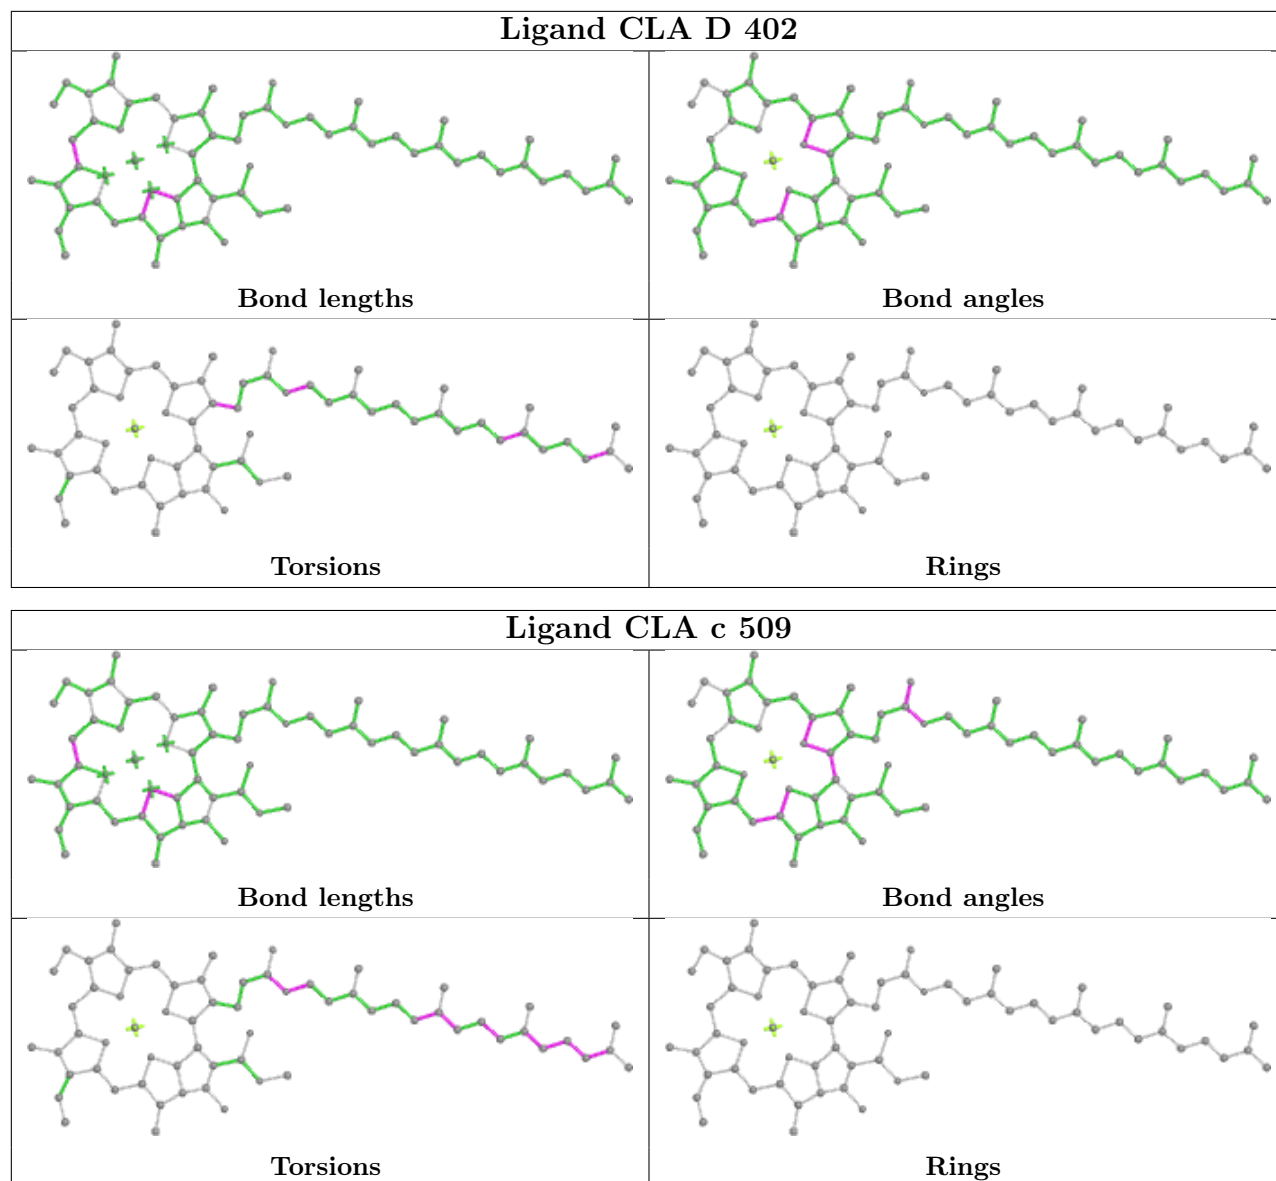 Ligand CLA D 402
Bond lengths
Bond angles
Torsions
Rings
Ligand CLA c 509
Bond lengths
Bond angles
Torsions
Rings